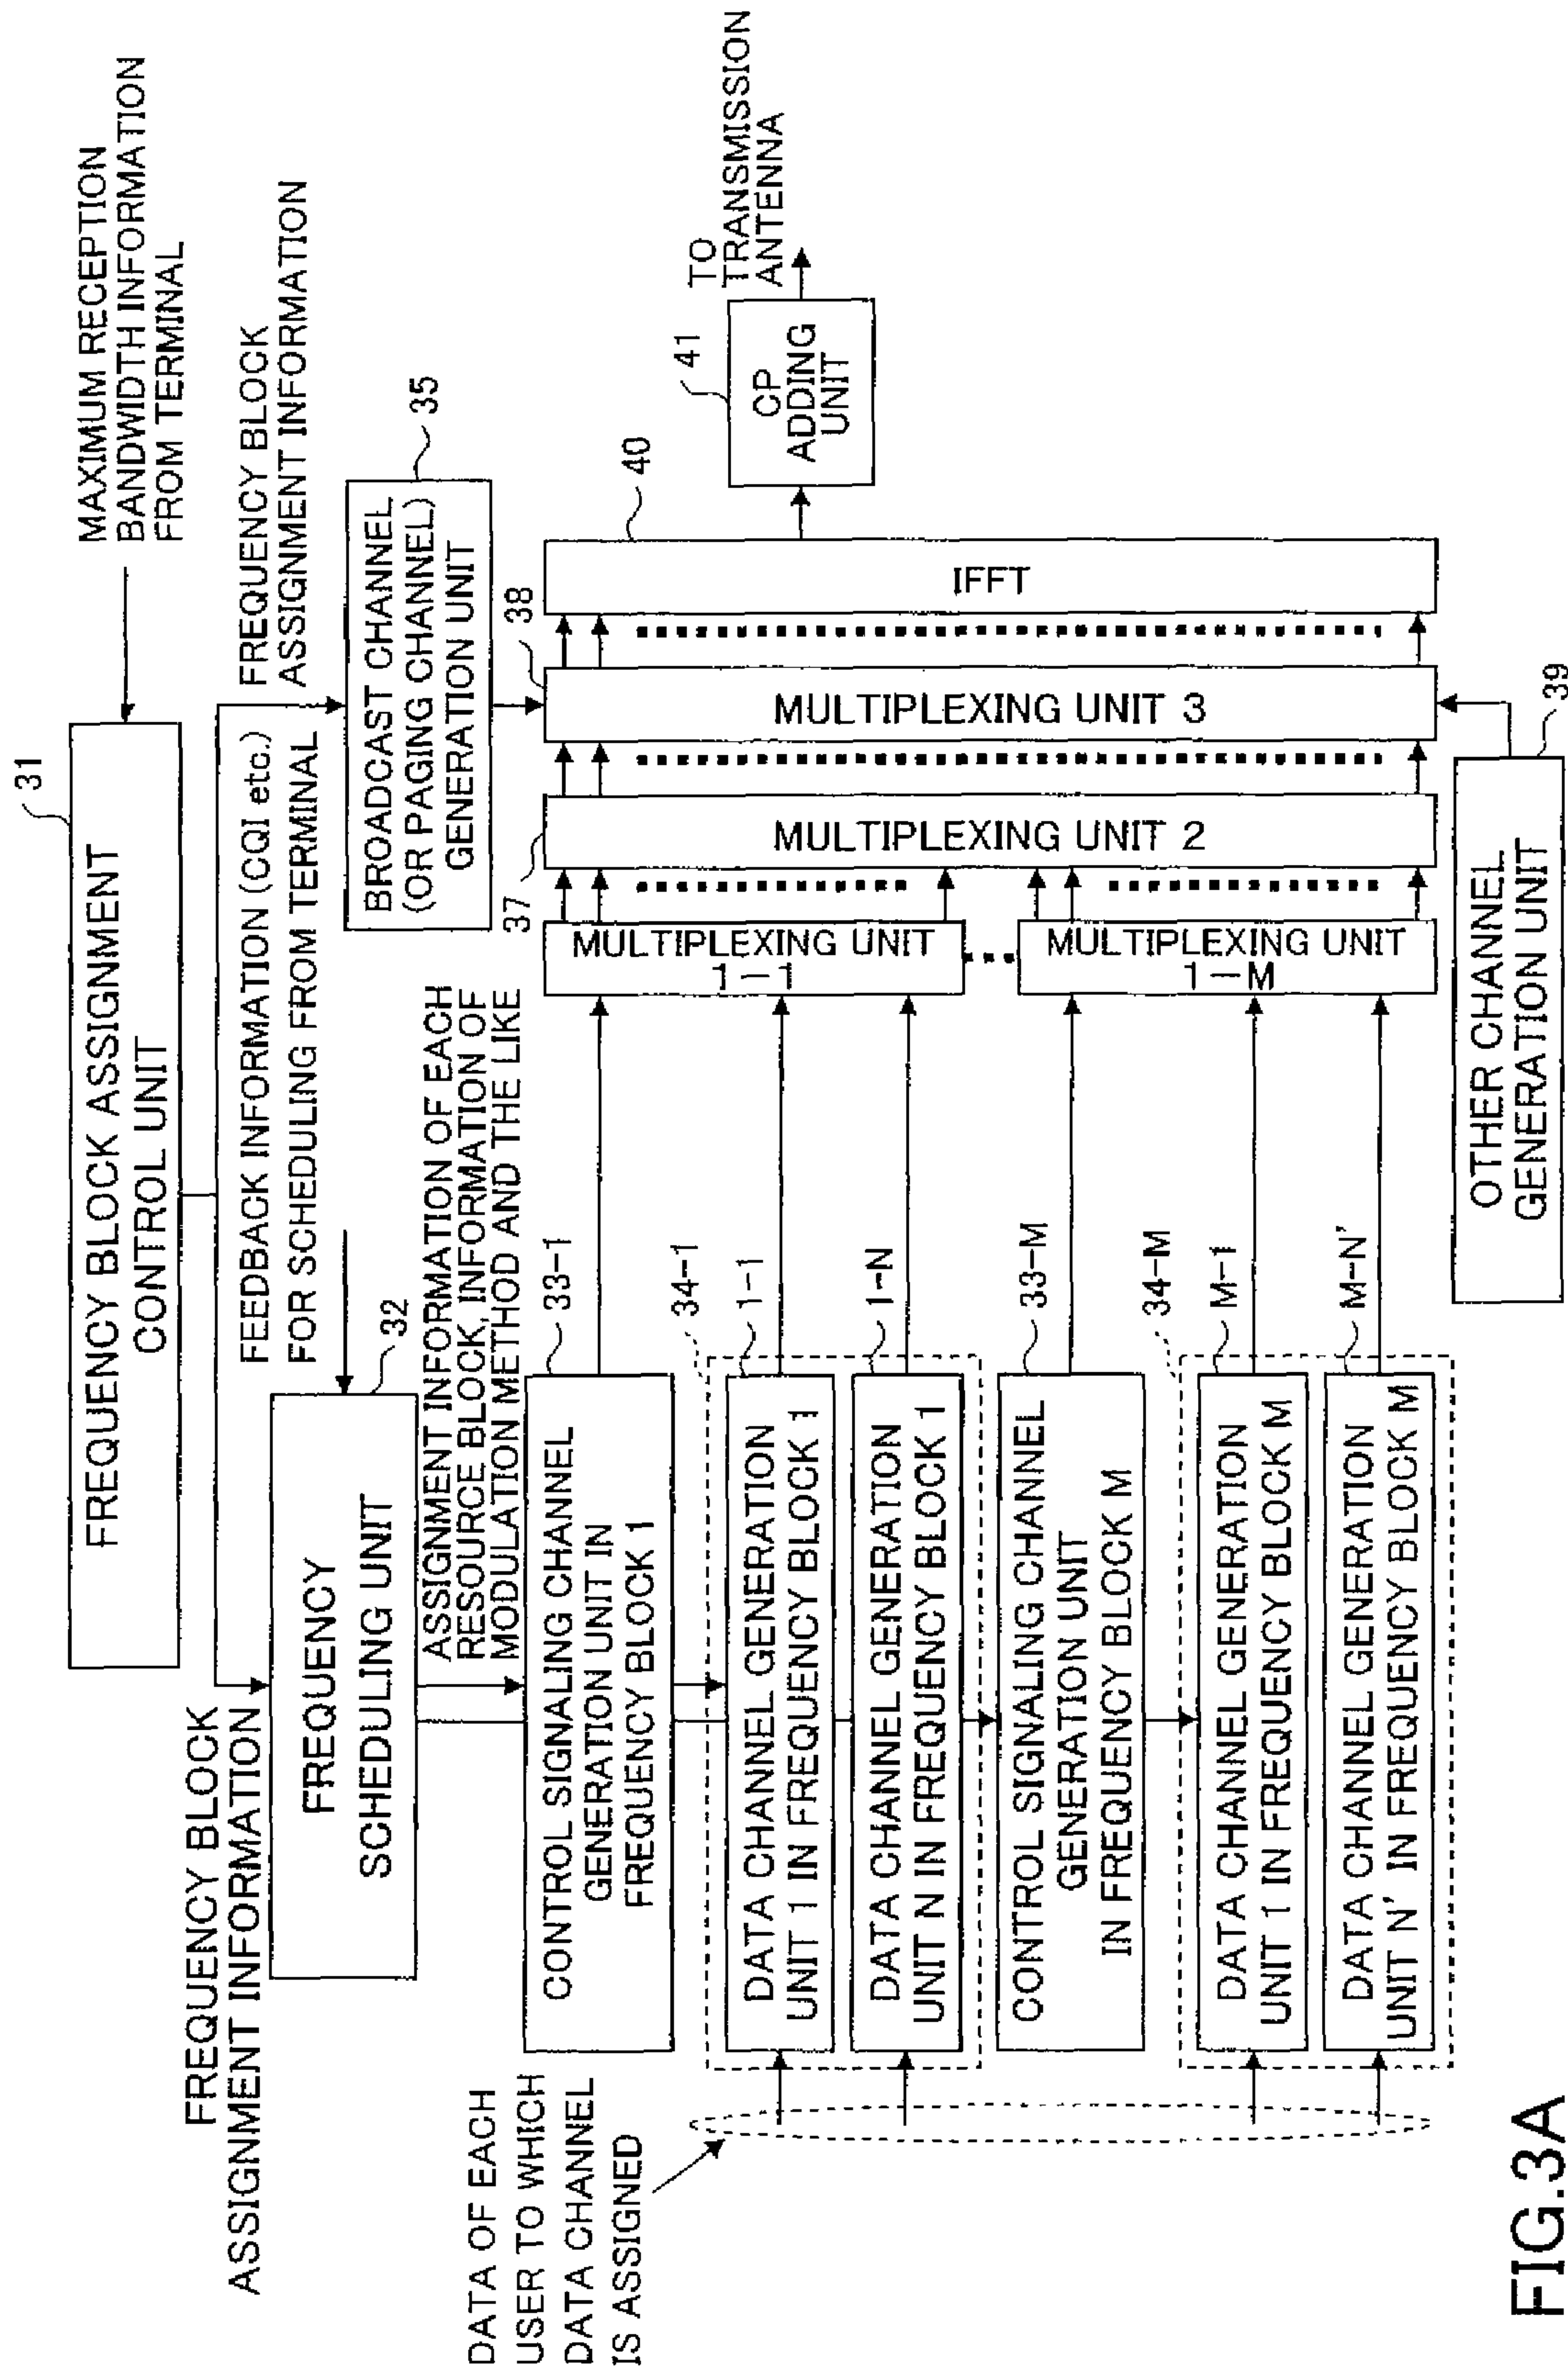 MAXIMUM RECEPTION
BANDWIDTH INFORMATION
FROM TERMINAL
31
FREQUENCY BLOCK ASSIGNMENT
CONTROL UNIT
FREQUENCY BLOCK
ASSIGNMENT INFORMATION
FREQUENCY BLOCK
ASSIGNMENT INFORMATION
FEEDBACK INFORMATION (CQI etc.)
FOR SCHEDULING FROM TERMINAL
32
FREQUENCY
SCHEDULING UNIT
35
BROADCAST CHANNEL
(OR PAGING CHANNEL)
GENERATION UNIT
ASSIGNMENT INFORMATION OF EACH
RESOURCE BLOCK, INFORMATION OF
MODULATION METHOD AND THE LIKE
33-1
CONTROL SIGNALING CHANNEL
GENERATION UNIT IN
FREQUENCY BLOCK 1
34-1
1-1
DATA CHANNEL GENERATION
UNIT 1 IN FREQUENCY BLOCK 1
1-N
DATA CHANNEL GENERATION
UNIT N IN FREQUENCY BLOCK 1
33-M
CONTROL SIGNALING CHANNEL
GENERATION UNIT
IN FREQUENCY BLOCK M
34-M
M-1
DATA CHANNEL GENERATION
UNIT 1 IN FREQUENCY BLOCK M
M-N'
DATA CHANNEL GENERATION
UNIT N' IN FREQUENCY BLOCK M
DATA OF EACH
USER TO WHICH
DATA CHANNEL
IS ASSIGNED
MULTIPLEXING UNIT
1-1
MULTIPLEXING UNIT
1-M
37
MULTIPLEXING UNIT 2
38
MULTIPLEXING UNIT 3
40
IFFT
41
CP
ADDING
UNIT
TO
TRANSMISSION
ANTENNA
39
OTHER CHANNEL
GENERATION UNIT
FIG.3A